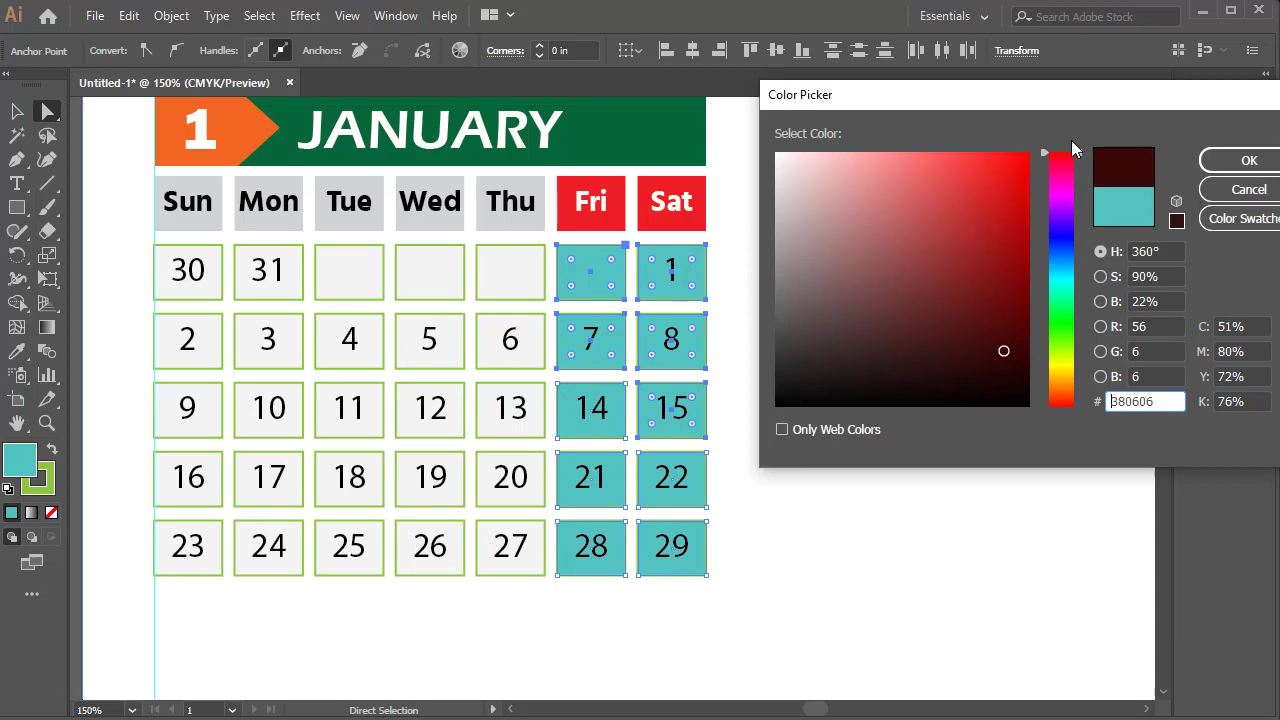 Ai File Edit Object Type Select Effect View Window Help Essentials Search Adobe Stock
Anchor Point Convert: Handles: Anchors: Corners: 0 in Transform
Untitled-1* @ 150% (CMYK/Preview) ×
1 JANUARY
Sun Mon Tue Wed Thu Fri Sat
30 31 1
2 3 4 5 6 7 8
9 10 11 12 13 14 15
16 17 18 19 20 21 22
23 24 25 26 27 28 29
Color Picker
Select Color:
OK
Cancel
Color Swatches
H: 360°
S: 90%
B: 22%
R: 56 C: 51%
G: 6 M: 80%
B: 6 Y: 72%
# 380606 K: 76%
Only Web Colors
150% 1 Direct Selection